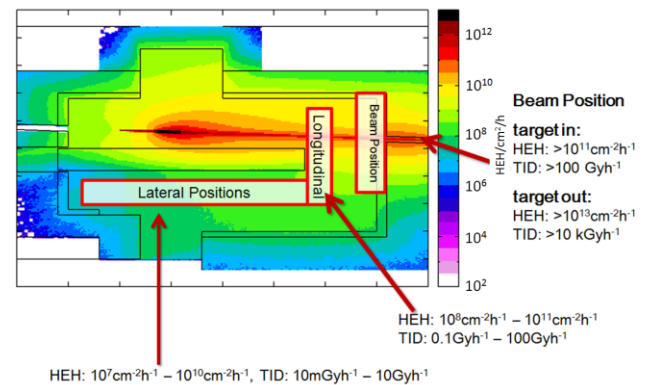 10¹²
10¹⁰
10⁸
10⁶
10⁴
10²
HEH/cm²/h
Lateral Positions
Longitudinal
Beam Position
Beam Position
target in:
HEH: >10¹¹cm⁻²h⁻¹
TID: >100 Gyh⁻¹
target out:
HEH: >10¹³cm⁻²h⁻¹
TID: >10 kGyh⁻¹
HEH: 10⁸cm⁻²h⁻¹ – 10¹¹cm⁻²h⁻¹
TID: 0.1Gyh⁻¹ – 100Gyh⁻¹
HEH: 10⁷cm⁻²h⁻¹ – 10¹⁰cm⁻²h⁻¹, TID: 10mGyh⁻¹ – 10Gyh⁻¹